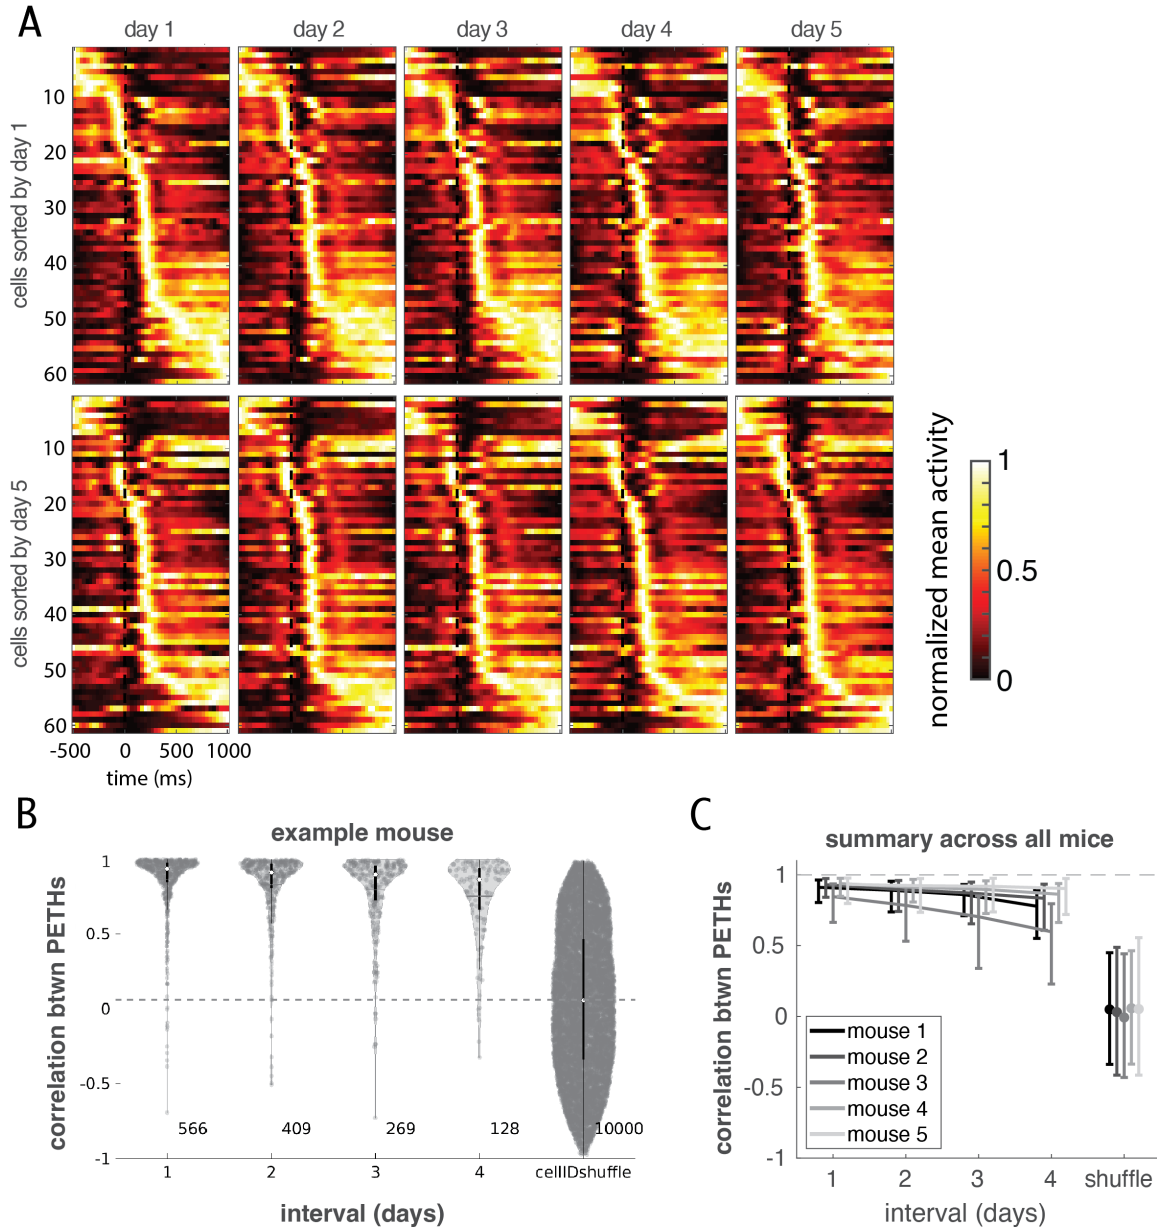 A
day 1 day 2 day 3 day 4 day 5
cells sorted by day 1
10
20
30
40
50
60
cells sorted by day 5
10
20
30
40
50
60
-500 0 500 1000
time (ms)
normalized mean activity
1
0.5
0
B
example mouse
correlation btwn PETHs
1
0.5
0
-0.5
-1
566 409 269 128 10000
1 2 3 4 cellIDshuffle
interval (days)
C
summary across all mice
correlation btwn PETHs
1
0.5
0
-0.5
-1
mouse 1
mouse 2
mouse 3
mouse 4
mouse 5
1 2 3 4 shuffle
interval (days)